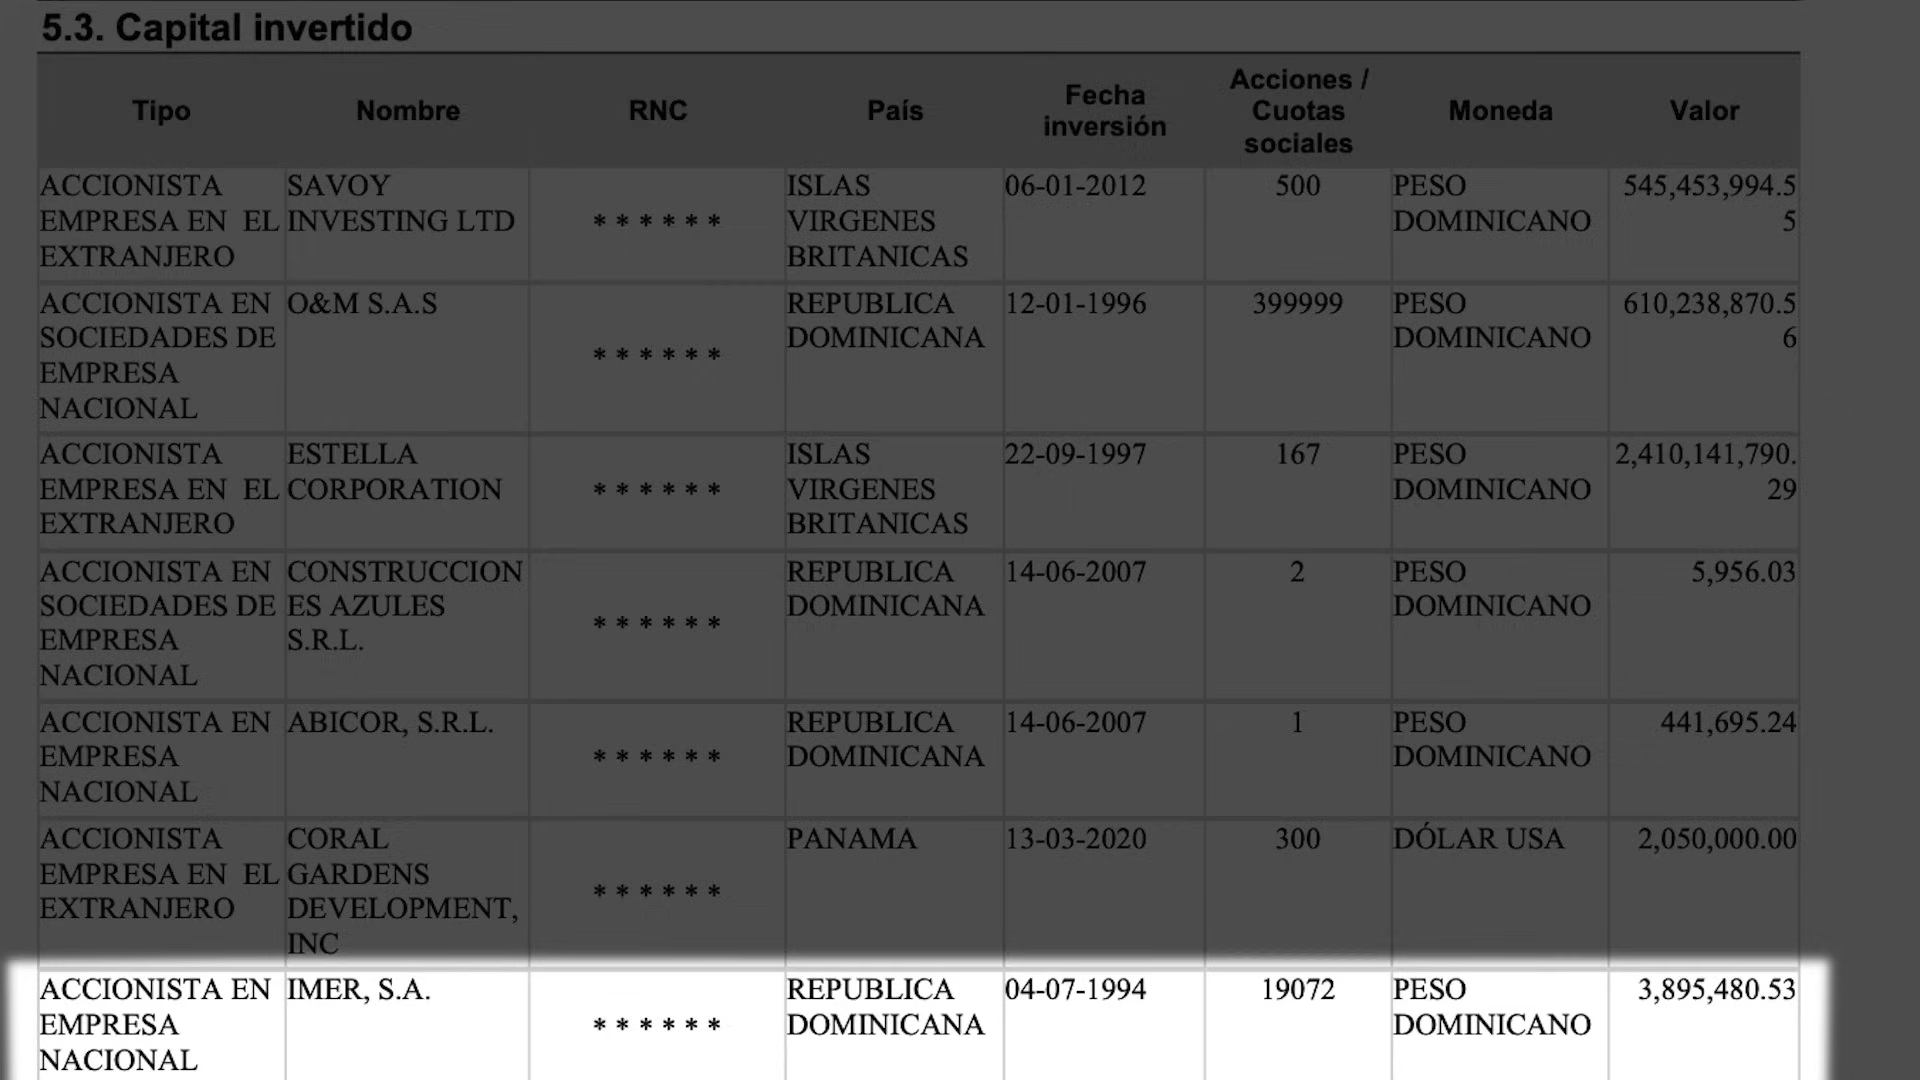 5.3. Capital invertido
Tipo Nombre RNC País Fecha inversión Acciones / Cuotas sociales Moneda Valor
ACCIONISTA SAVOY ISLAS 06-01-2012 500 PESO 545,453,994.5
EMPRESA EN EL INVESTING LTD ****** VIRGENES DOMINICANO 5
EXTRANJERO BRITANICAS
ACCIONISTA EN O&M S.A.S REPUBLICA 12-01-1996 399999 PESO 610,238,870.5
SOCIEDADES DE ****** DOMINICANA DOMINICANO 6
EMPRESA
NACIONAL
ACCIONISTA ESTELLA ISLAS 22-09-1997 167 PESO 2,410,141,790.
EMPRESA EN EL CORPORATION ****** VIRGENES DOMINICANO 29
EXTRANJERO BRITANICAS
ACCIONISTA EN CONSTRUCCION REPUBLICA 14-06-2007 2 PESO 5,956.03
SOCIEDADES DE ES AZULES ****** DOMINICANA DOMINICANO
EMPRESA S.R.L.
NACIONAL
ACCIONISTA EN ABICOR, S.R.L. REPUBLICA 14-06-2007 1 PESO 441,695.24
EMPRESA ****** DOMINICANA DOMINICANO
NACIONAL
ACCIONISTA CORAL PANAMA 13-03-2020 300 DÓLAR USA 2,050,000.00
EMPRESA EN EL GARDENS ******
EXTRANJERO DEVELOPMENT,
INC
ACCIONISTA EN IMER, S.A. REPUBLICA 04-07-1994 19072 PESO 3,895,480.53
EMPRESA ****** DOMINICANA DOMINICANO
NACIONAL